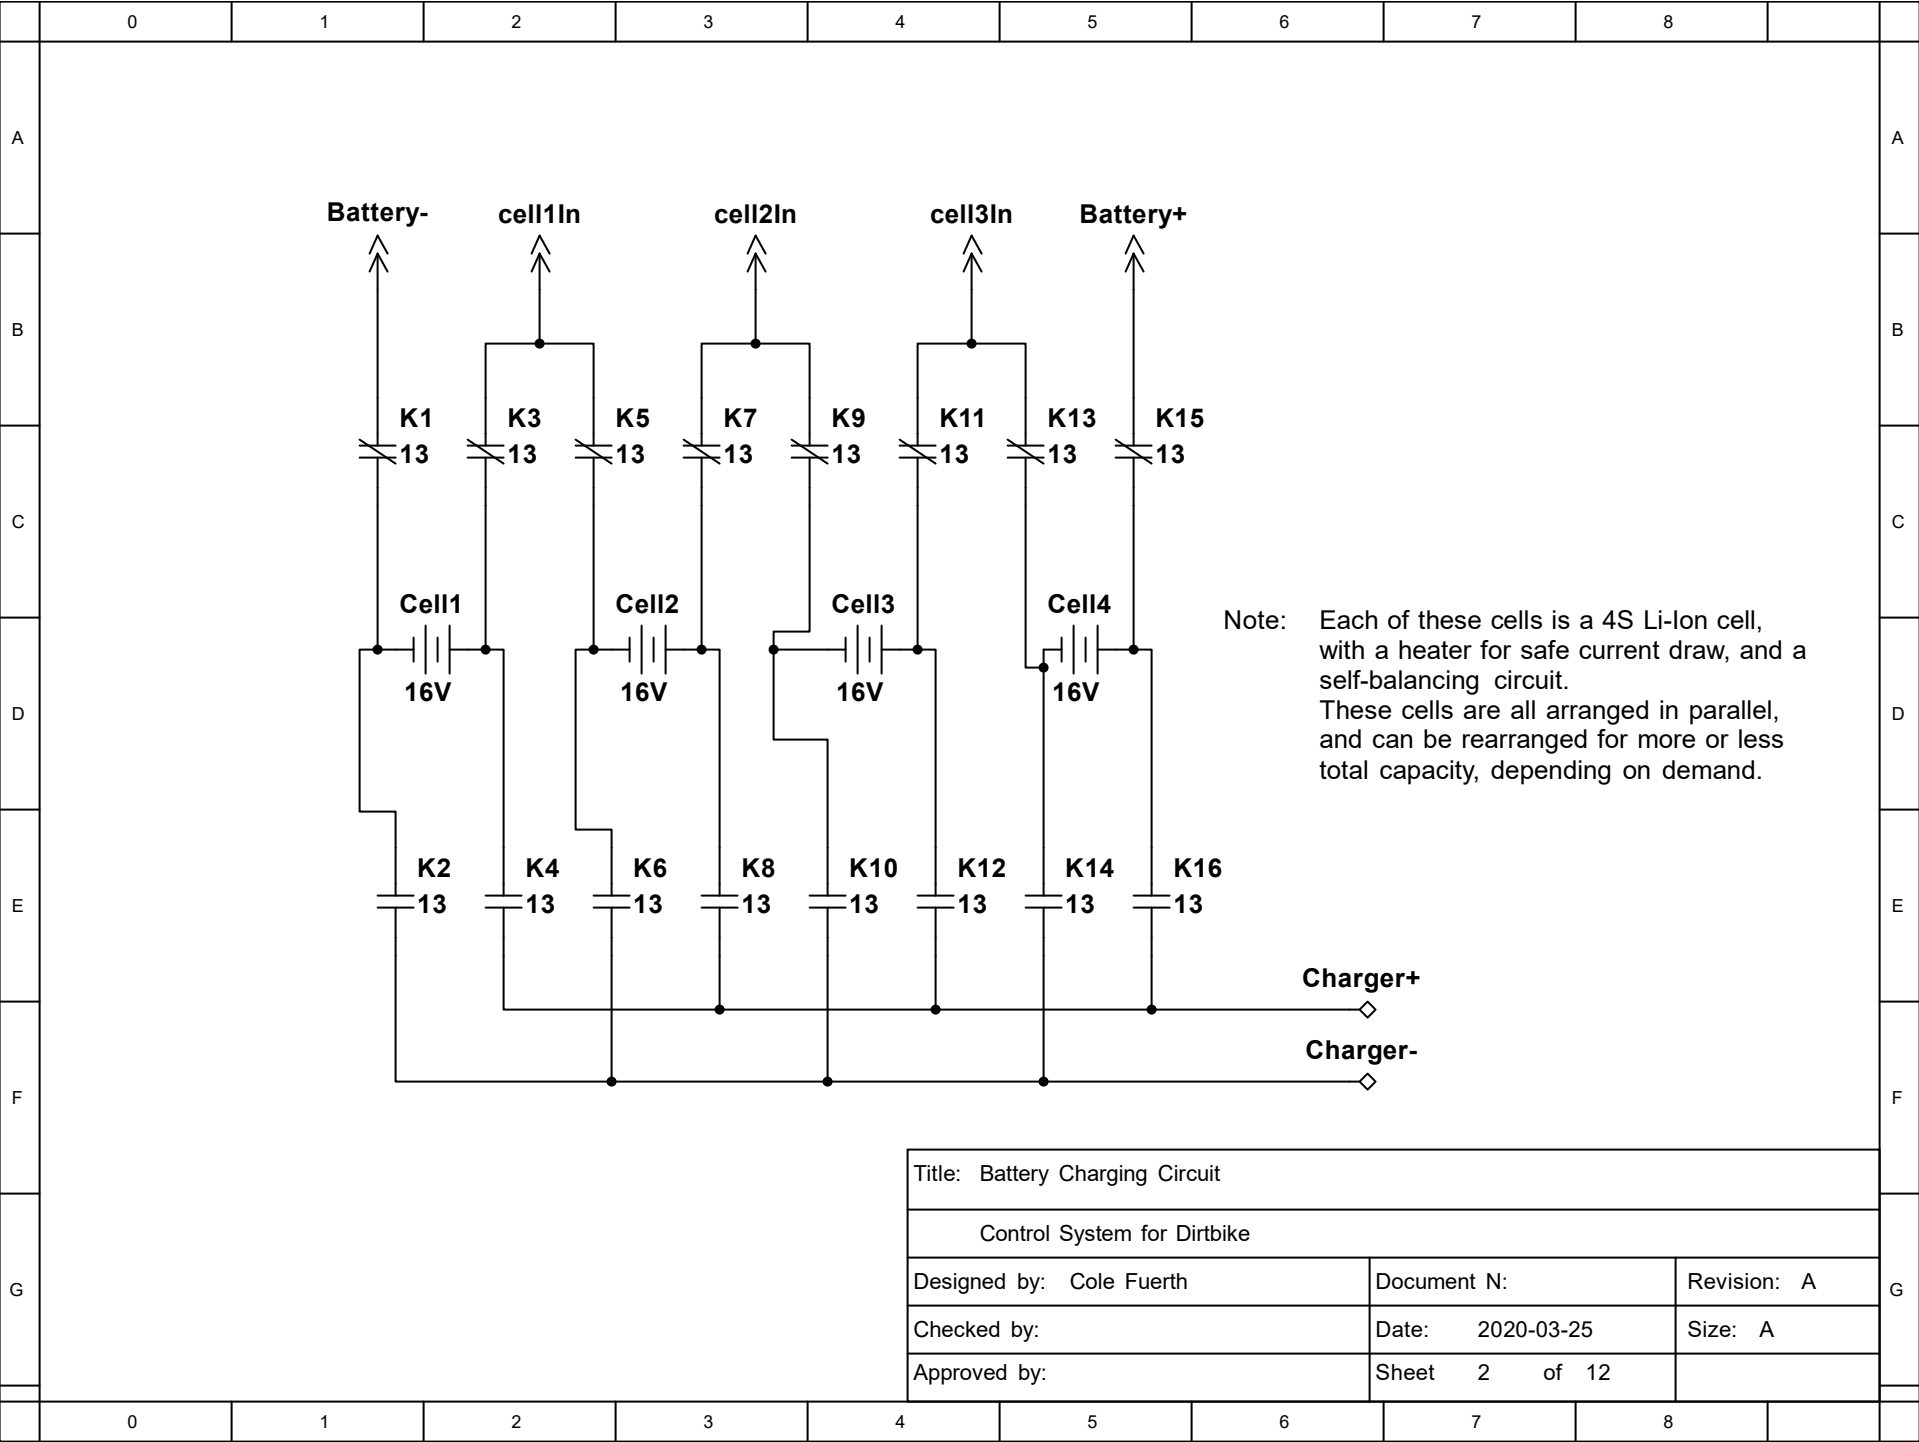 0 1 2 3 4 5 6 7 8
A A
Battery- cell1In cell2In cell3In Battery+
B B
K1 K3 K5 K7 K9 K11 K13 K15
13 13 13 13 13 13 13 13
C C
Cell1 Cell2 Cell3 Cell4
16V 16V 16V 16V
Note: Each of these cells is a 4S Li-Ion cell,
with a heater for safe current draw, and a
self-balancing circuit.
These cells are all arranged in parallel,
and can be rearranged for more or less
total capacity, depending on demand.
D D
K2 K4 K6 K8 K10 K12 K14 K16
13 13 13 13 13 13 13 13
E E
Charger+
Charger-
F F
Title: Battery Charging Circuit
Control System for Dirtbike
Designed by: Cole Fuerth Document N: Revision: A
G G
Checked by: Date: 2020-03-25 Size: A
Approved by: Sheet 2 of 12
0 1 2 3 4 5 6 7 8